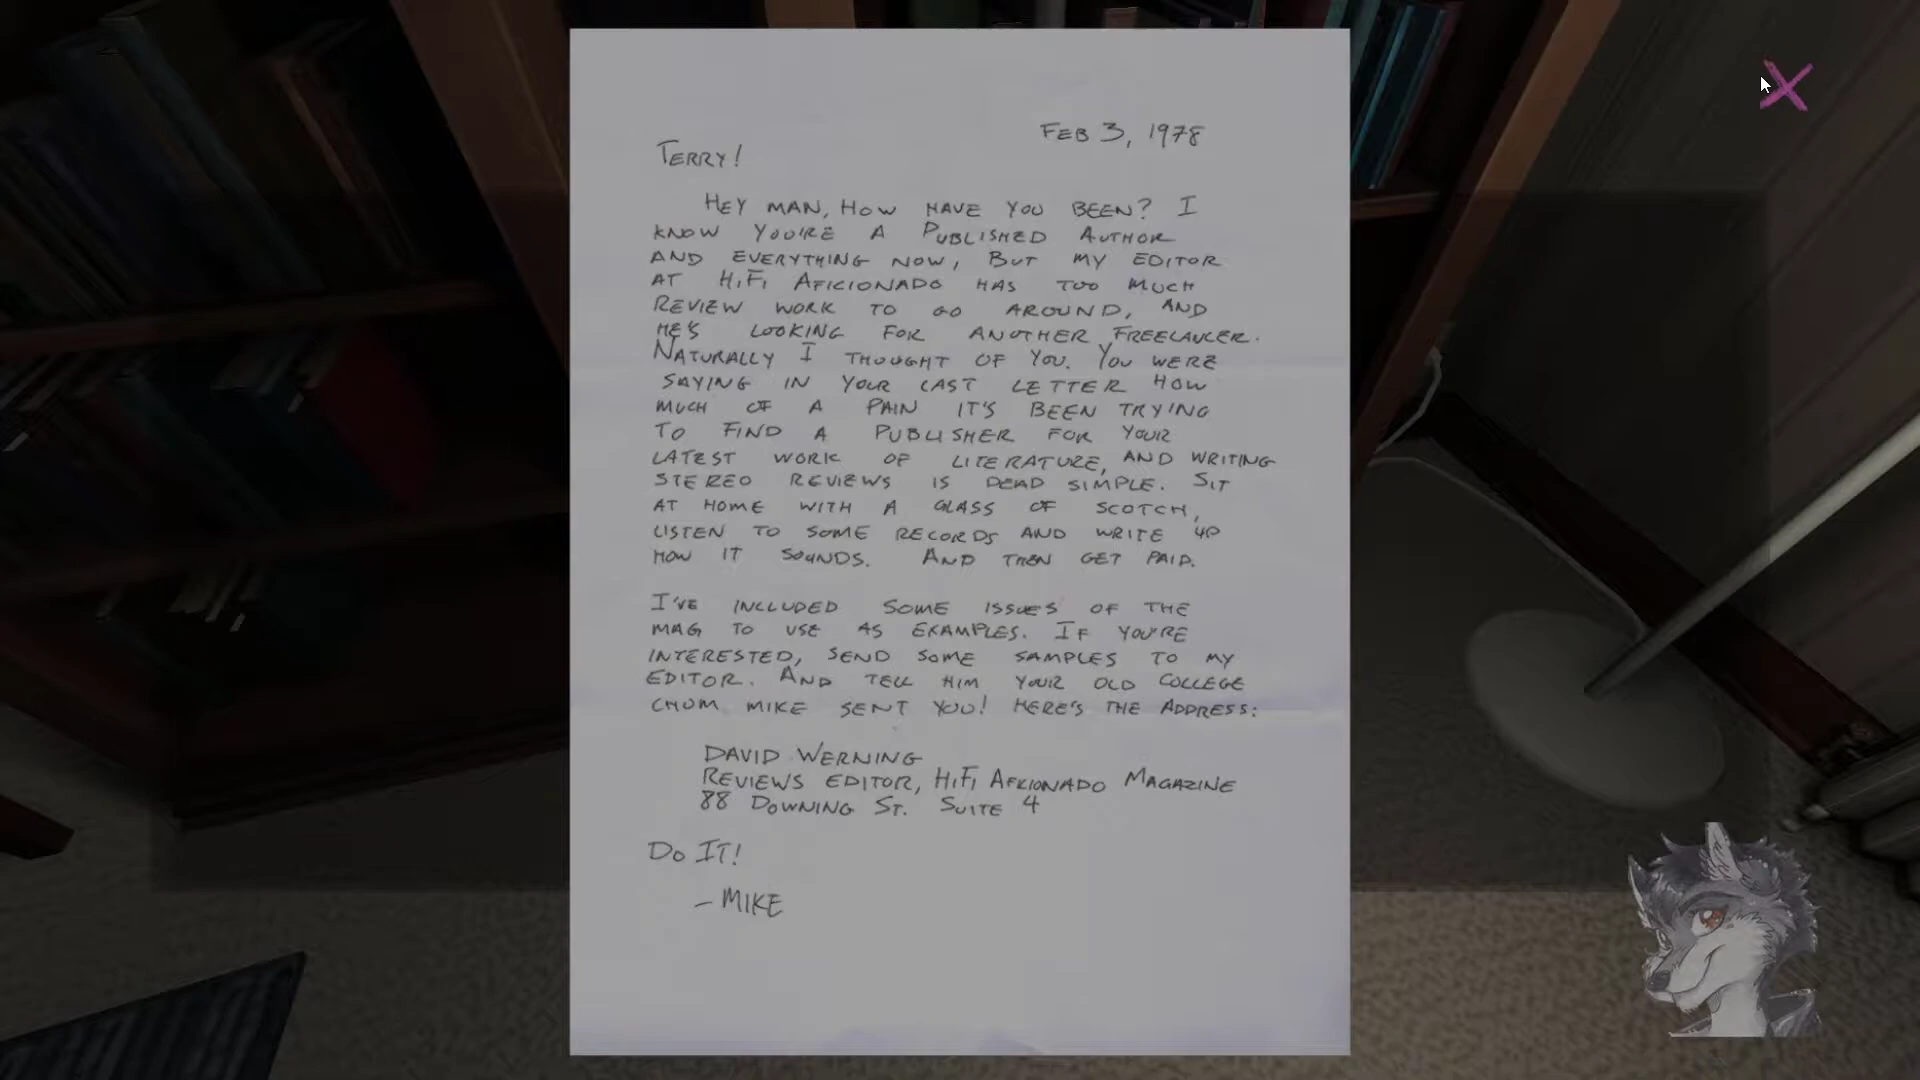 FEB 3, 1978
TERRY!
HEY MAN, HOW HAVE YOU BEEN? I
KNOW YOU'RE A PUBLISHED AUTHOR
AND EVERYTHING NOW, BUT MY EDITOR
AT HIFI AFICIONADO HAS TOO MUCH
REVIEW WORK TO GO AROUND, AND
HE'S LOOKING FOR ANOTHER FREELANCER.
NATURALLY I THOUGHT OF YOU. YOU WERE
SAYING IN YOUR LAST LETTER HOW
MUCH OF A PAIN IT'S BEEN TRYING
TO FIND A PUBLISHER FOR YOUR
LATEST WORK OF LITERATURE, AND WRITING
STEREO REVIEWS IS DEAD SIMPLE. SIT
AT HOME WITH A GLASS OF SCOTCH,
LISTEN TO SOME RECORDS AND WRITE UP
HOW IT SOUNDS. AND THEN GET PAID.
I'VE INCLUDED SOME ISSUES OF THE
MAG TO USE AS EXAMPLES. IF YOU'RE
INTERESTED, SEND SOME SAMPLES TO MY
EDITOR. AND TELL HIM YOUR OLD COLLEGE
CHUM MIKE SENT YOU! HERE'S THE ADDRESS:
DAVID WERNING
REVIEWS EDITOR, HIFI AFICIONADO MAGAZINE
88 DOWNING ST. SUITE 4
DO IT!
- MIKE